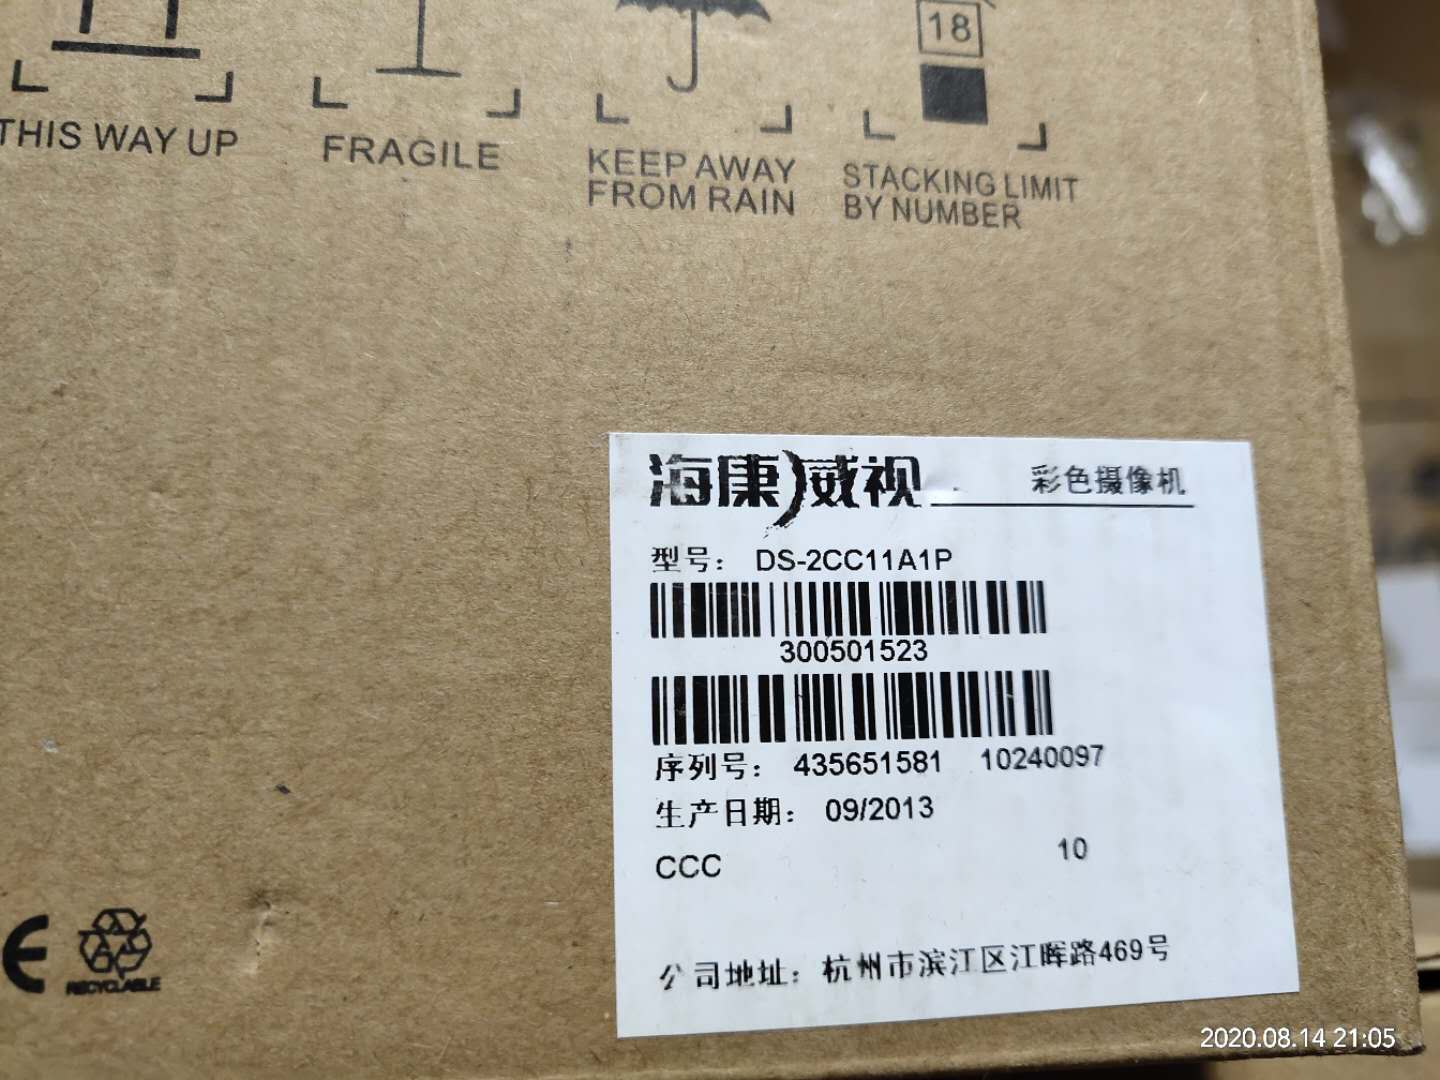 18
THIS WAY UP
FRAGILE
KEEP AWAY
FROM RAIN
STACKING LIMIT
BY NUMBER
海康威视
彩色摄像机
型号： DS-2CC11A1P
300501523
序列号： 435651581 10240097
生产日期： 09/2013
CCC 10
公司地址：杭州市滨江区江晖路469号
CE
RECYCLABLE
2020.08.14 21:05